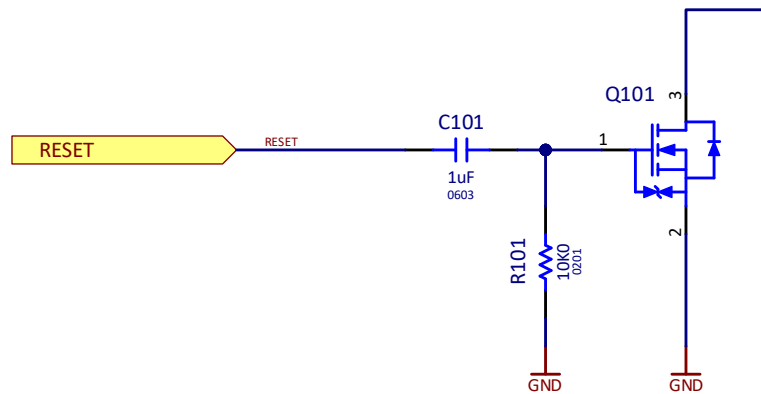 Q101
3
C101
RESET
RESET
1
1uF
0603
2
R101
10K0
0201
GND
GND